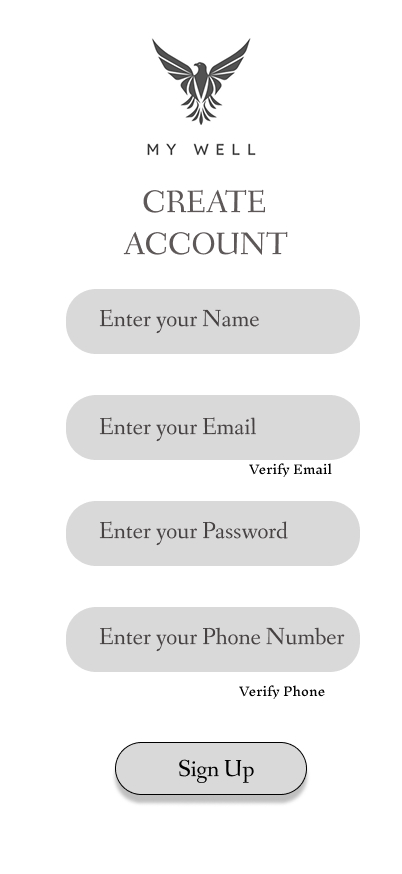 MY WELL
CREATE
ACCOUNT
Enter your Name
Enter your Email
Verify Email
Enter your Password
Enter your Phone Number
Verify Phone
Sign Up